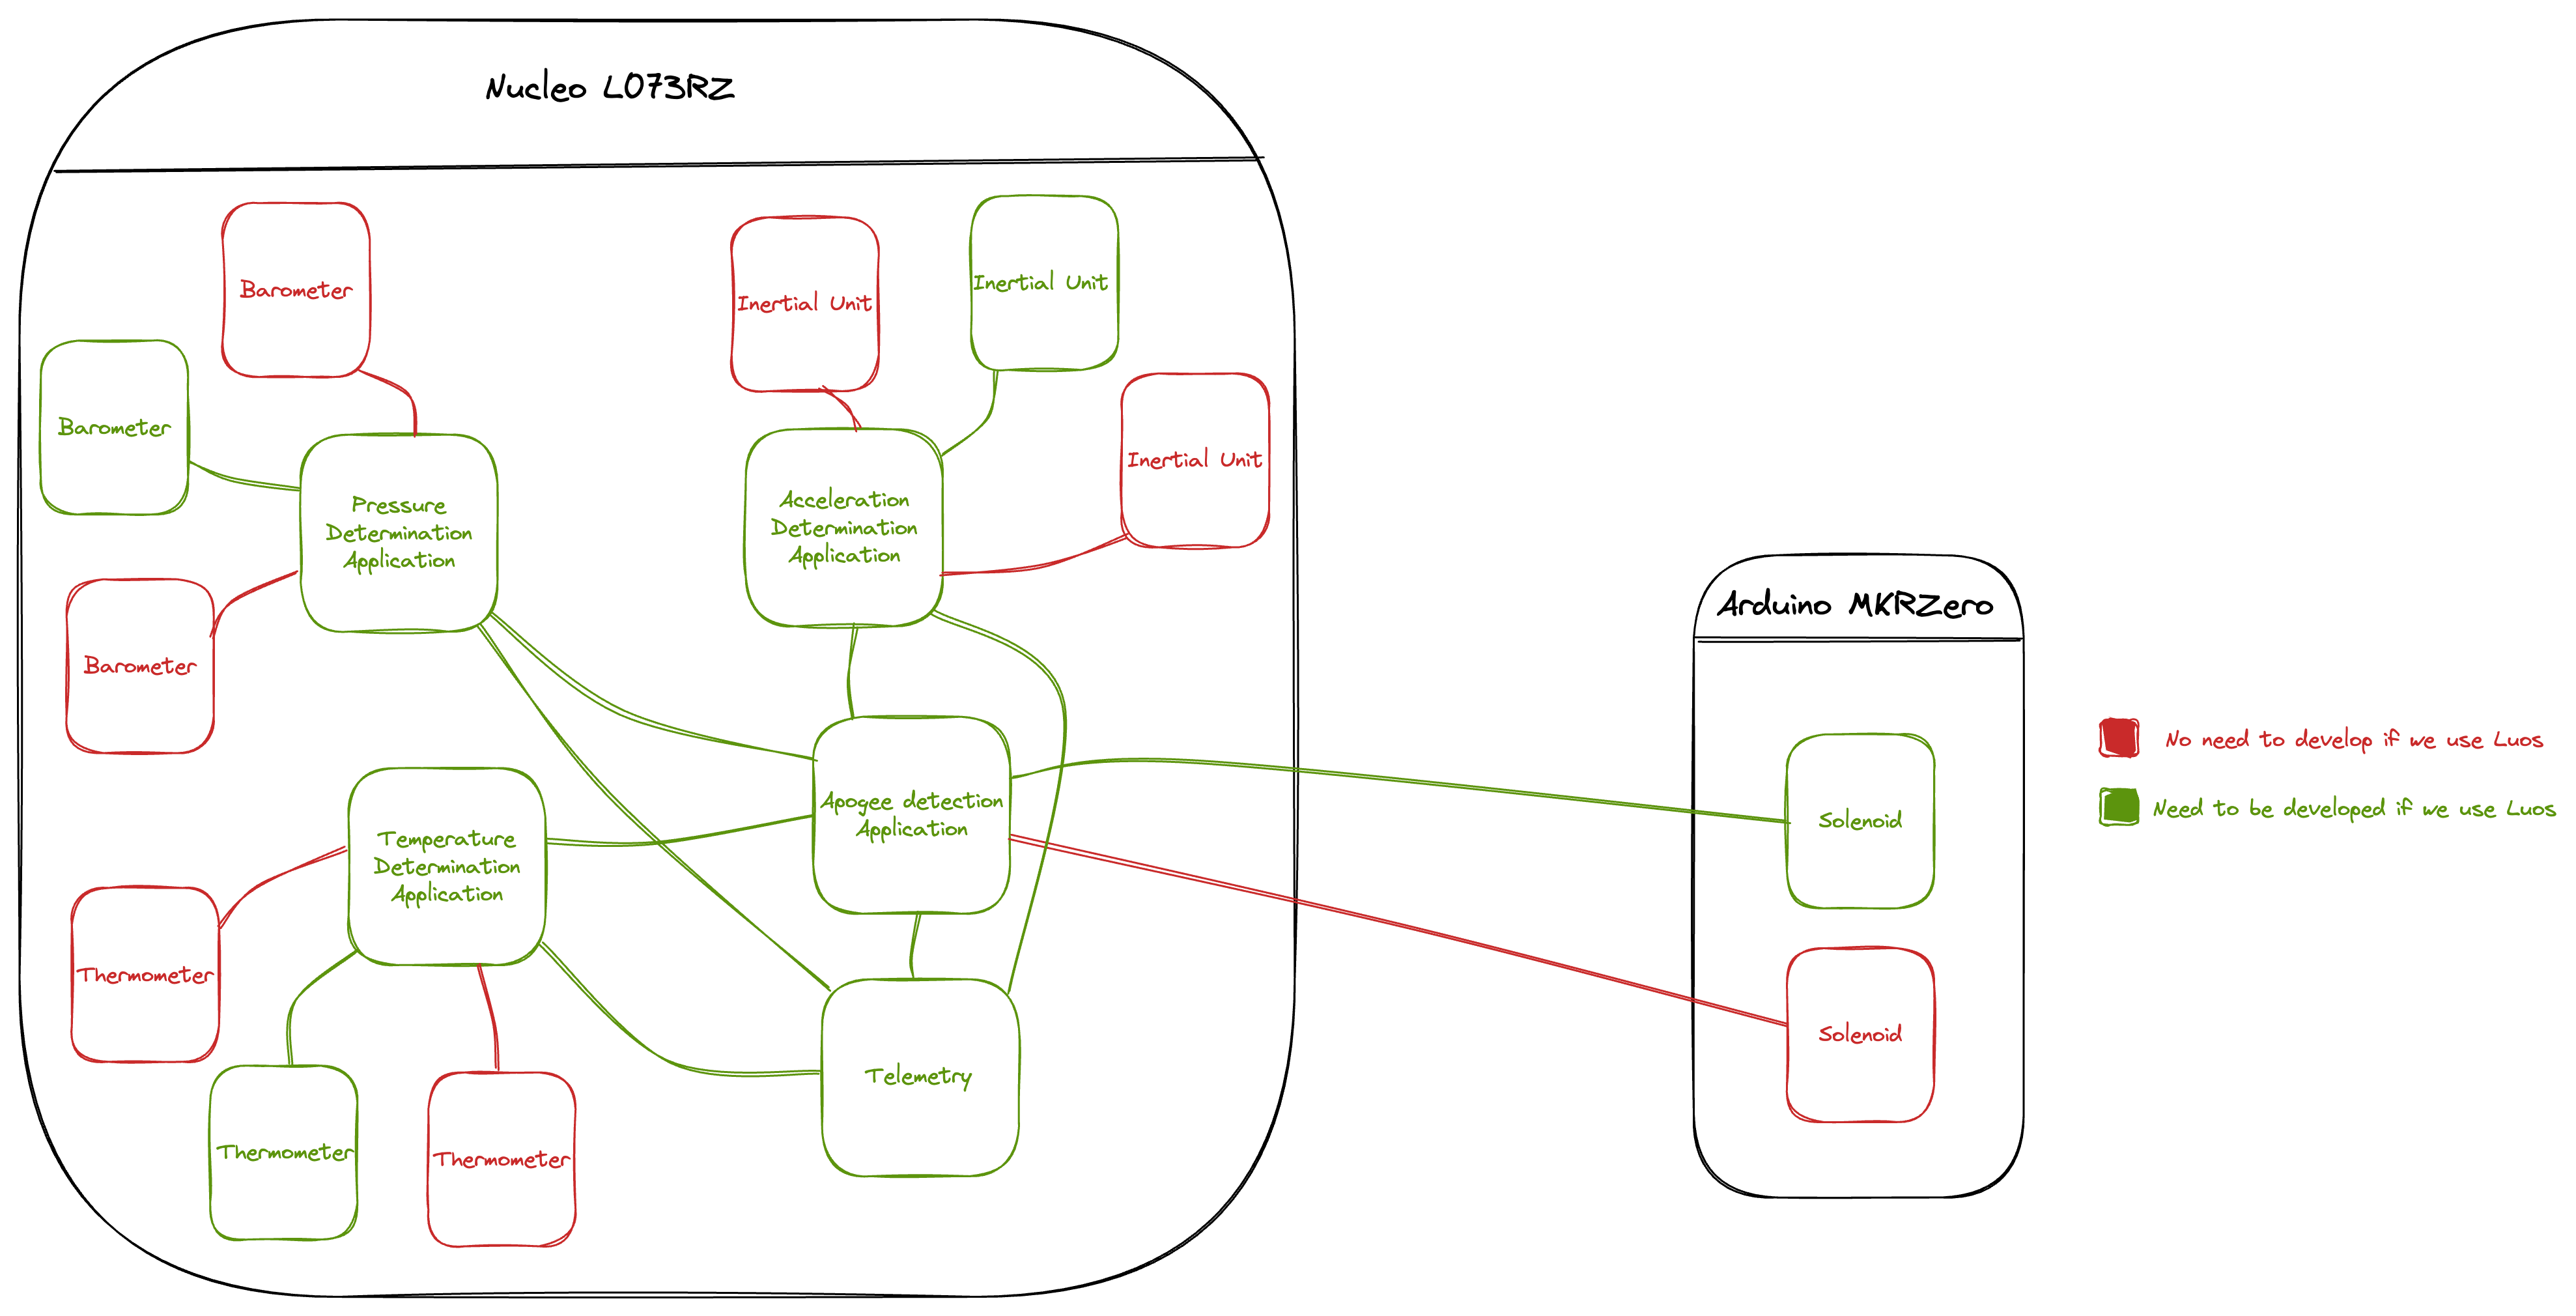 Nucleo L073RZ
Barometer
Inertial Unit
Inertial Unit
Barometer
Inertial Unit
Pressure
Determination
Application
Acceleration
Determination
Application
Barometer
Temperature
Determination
Application
Apogee detection
Application
Thermometer
Thermometer
Thermometer
Telemetry
Arduino MKRZero
Solenoid
Solenoid
No need to develop if we use Luos
Need to be developed if we use Luos